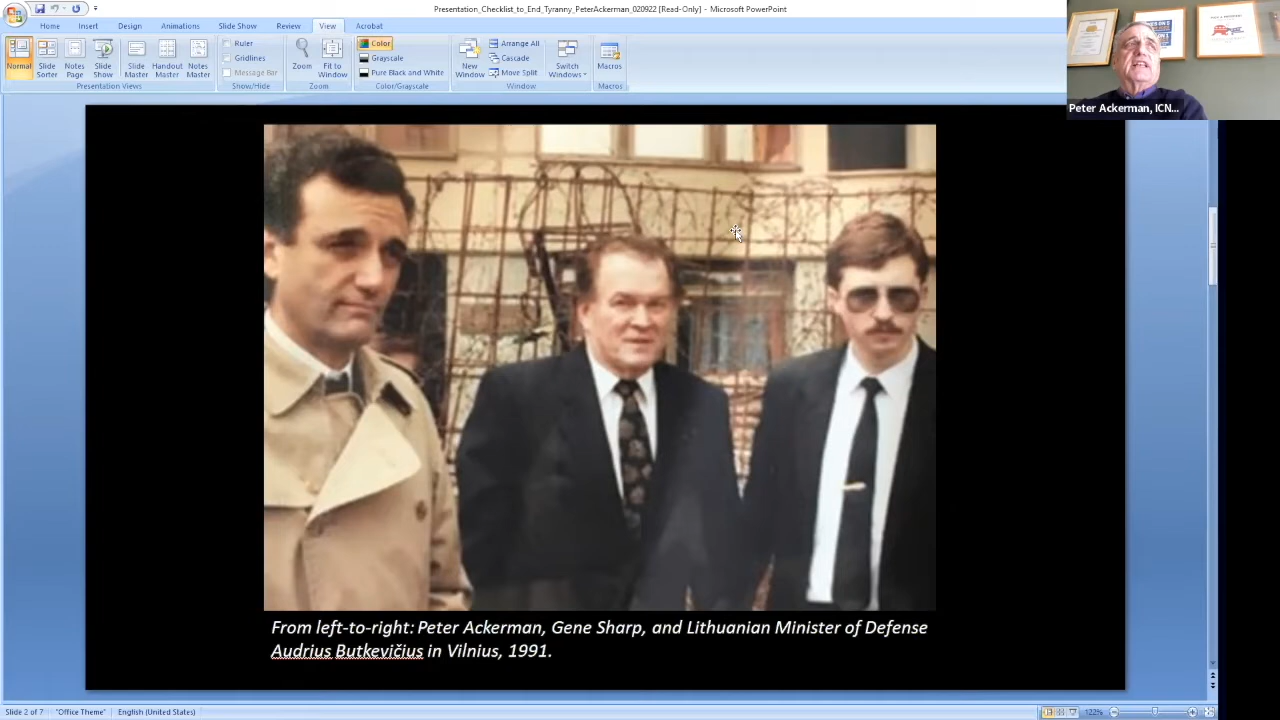 Presentation_Checklist_to_End_Tyranny_PeterAckerman_020922 [Read-Only] - Microsoft PowerPoint
Home Insert Design Animations Slide Show Review View Acrobat
Normal
Slide Sorter
Notes Page
Slide Show
Slide Master
Handout Master
Notes Master
Presentation Views
Ruler
Gridlines
Message Bar
Show/Hide
Zoom
Fit to Window
Zoom
Color
Grayscale
Pure Black and White
Color/Grayscale
New Window
Arrange All
Cascade
Move Split
Window
Switch Windows
Macros
Macros
Peter Ackerman, ICN...
From left-to-right: Peter Ackerman, Gene Sharp, and Lithuanian Minister of Defense
Audrius Butkevičius in Vilnius, 1991.
Slide 2 of 7 "Office Theme" English (United States) 122%